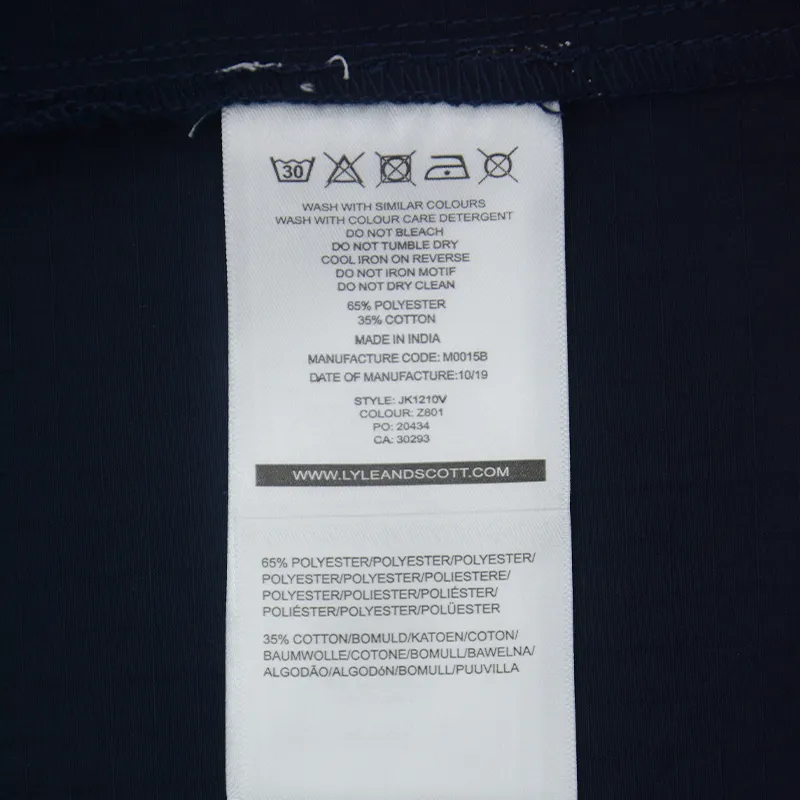 30
WASH WITH SIMILAR COLOURS
WASH WITH COLOUR CARE DETERGENT
DO NOT BLEACH
DO NOT TUMBLE DRY
COOL IRON ON REVERSE
DO NOT IRON MOTIF
DO NOT DRY CLEAN
65% POLYESTER
35% COTTON
MADE IN INDIA
MANUFACTURE CODE: M0015B
DATE OF MANUFACTURE:10/19
STYLE: JK1210V
COLOUR: Z801
PO: 20434
CA: 30293
WWW.LYLEANDSCOTT.COM
65% POLYESTER/POLYESTER/POLYESTER/
POLYESTER/POLYESTER/POLIESTERE/
POLYESTER/POLIESTER/POLIÉSTER/
POLIÉSTER/POLYESTER/POLÜESTER
35% COTTON/BOMULD/KATOEN/COTON/
BAUMWOLLE/COTONE/BOMULL/BAWELNA/
ALGODÃO/ALGODóN/BOMULL/PUUVILLA